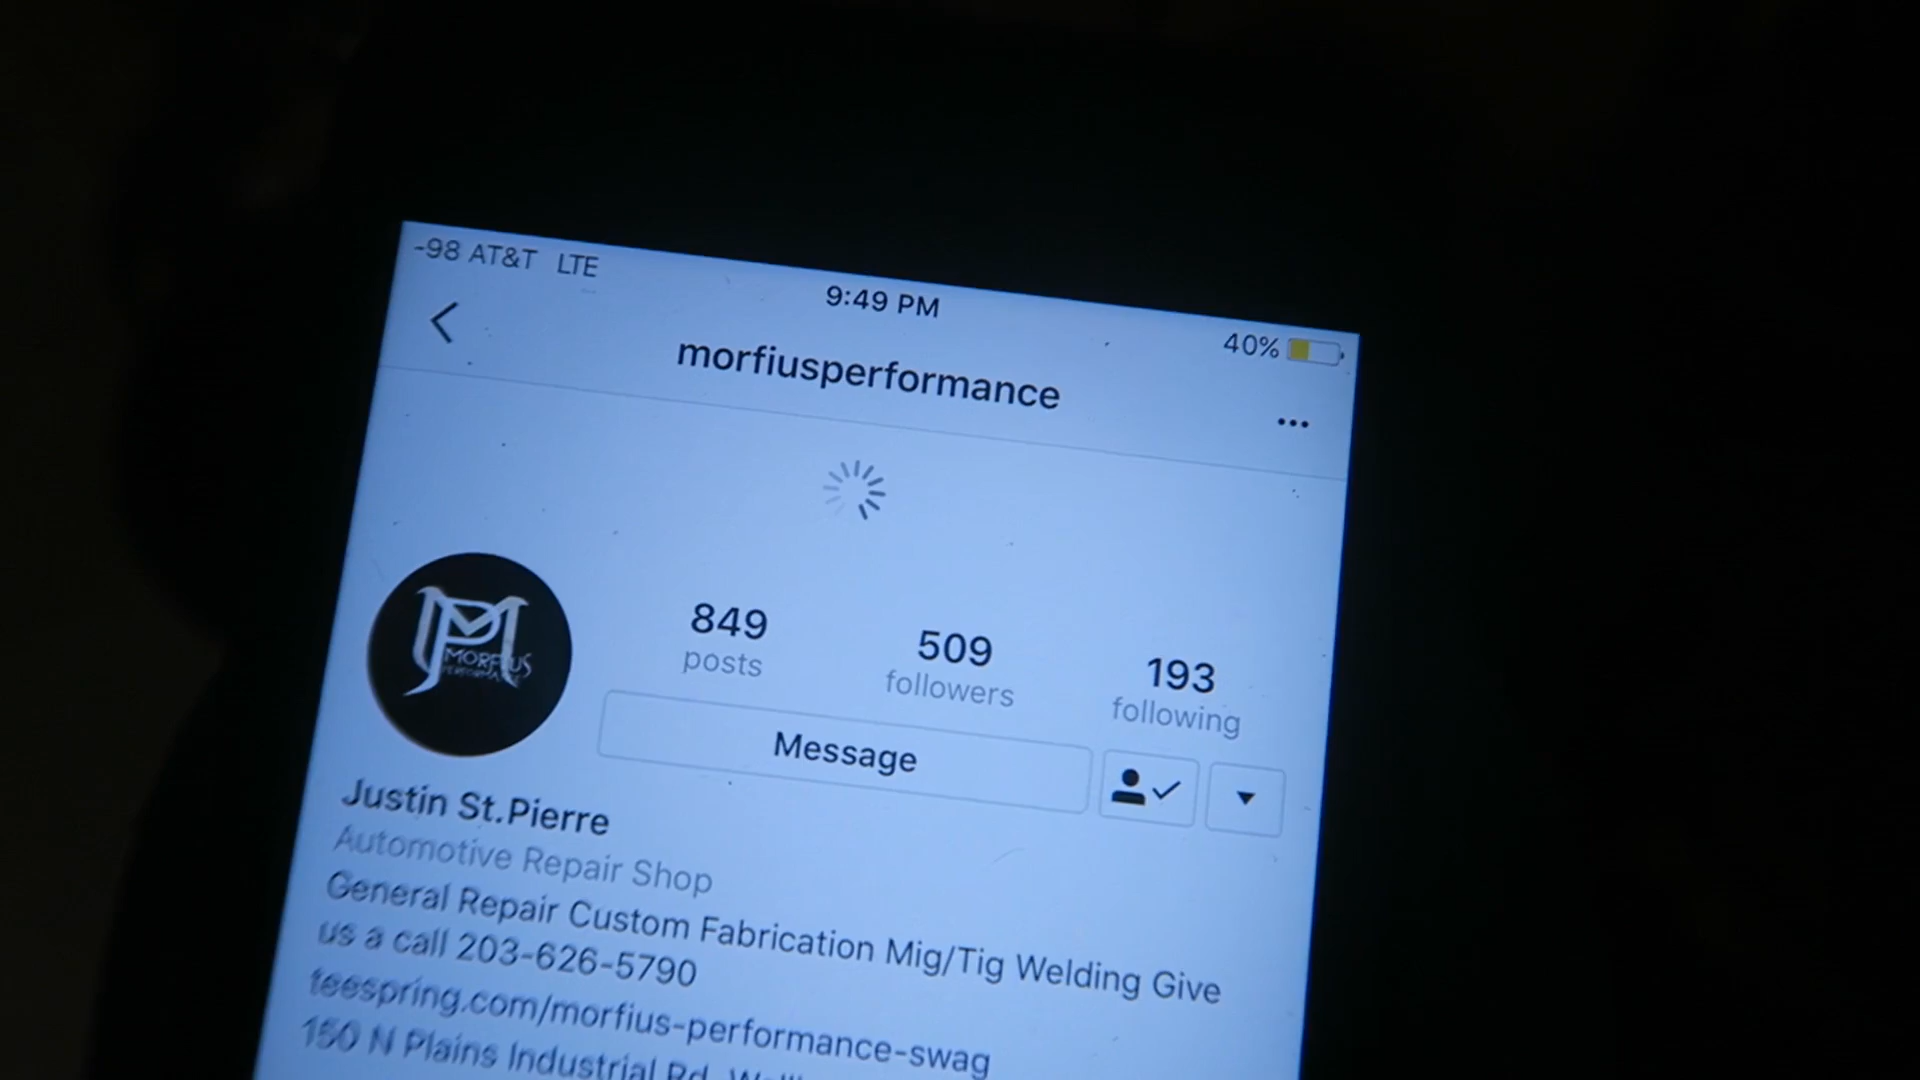 -98 AT&T LTE
9:49 PM
40%
morfiusperformance
849
posts
509
followers
193
following
MORFIUS
Message
Justin St.Pierre
Automotive Repair Shop
General Repair Custom Fabrication Mig/Tig Welding Give
us a call 203-626-5790
teespring.com/morfius-performance-swag
150 N Plains Industrial Rd,